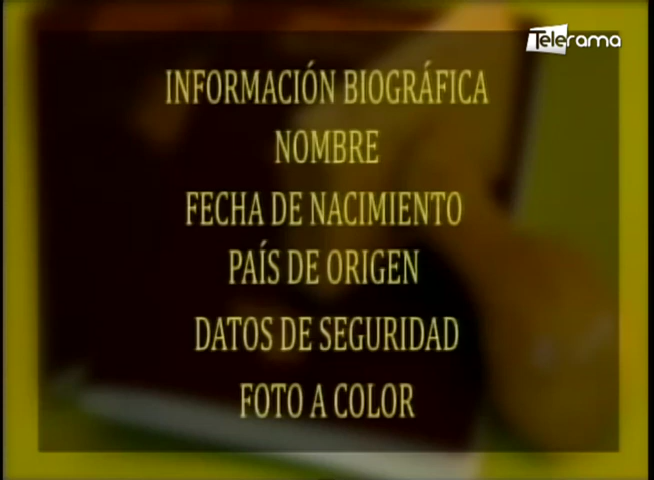 Telerama
INFORMACIÓN BIOGRÁFICA
NOMBRE
FECHA DE NACIMIENTO
PAÍS DE ORIGEN
DATOS DE SEGURIDAD
FOTO A COLOR